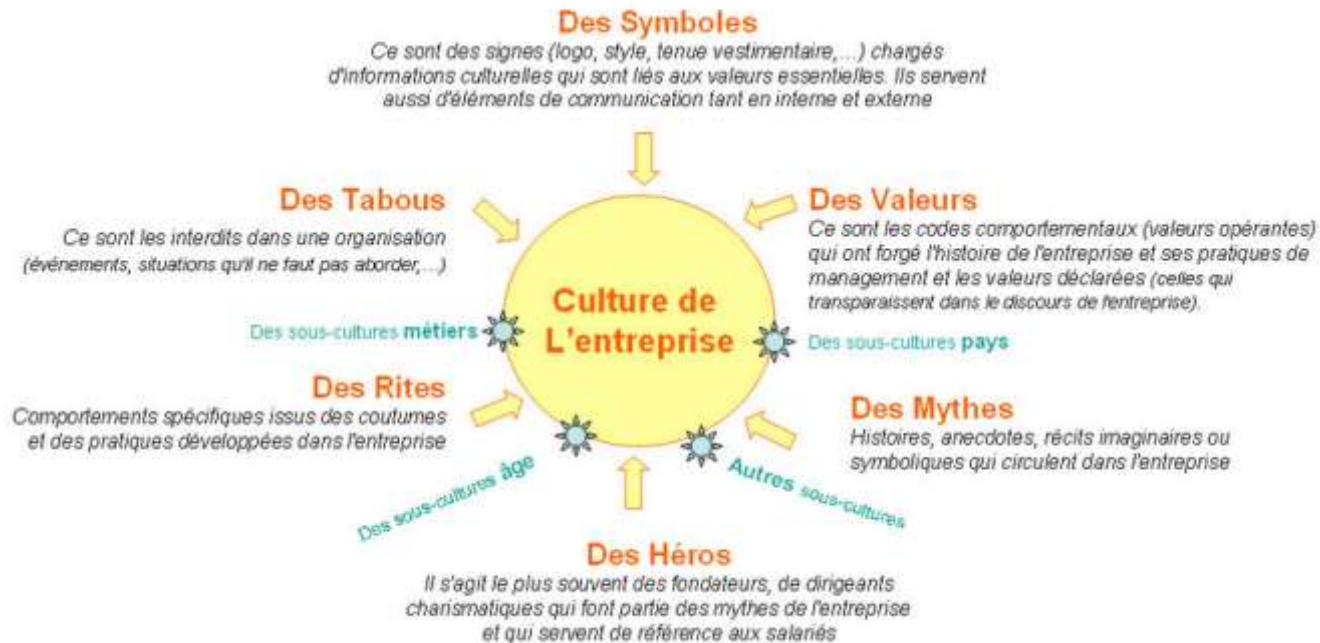 Des Symboles
Ce sont des signes (logo, style, tenue vestimentaire,...) chargés
d'informations culturelles qui sont liés aux valeurs essentielles. Ils servent
aussi d'éléments de communication tant en interne et externe
Des Tabous
Ce sont les interdits dans une organisation
(événements, situations qu'il ne faut pas aborder,...)
Des Valeurs
Ce sont les codes comportementaux (valeurs opérantes)
qui ont forgé l'histoire de l'entreprise et ses pratiques de
management et les valeurs déclarées (celles qui
transparaissent dans le discours de l'entreprise).
Culture de
L'entreprise
Des sous-cultures métiers
Des sous-cultures pays
Des Rites
Comportements spécifiques issus des coutumes
et des pratiques développées dans l'entreprise
Des Mythes
Histoires, anecdotes, récits imaginaires ou
symboliques qui circulent dans l'entreprise
Des sous-cultures âge
Autres sous-cultures
Des Héros
Il s'agit le plus souvent des fondateurs, de dirigeants
charismatiques qui font partie des mythes de l'entreprise
et qui servent de référence aux salariés